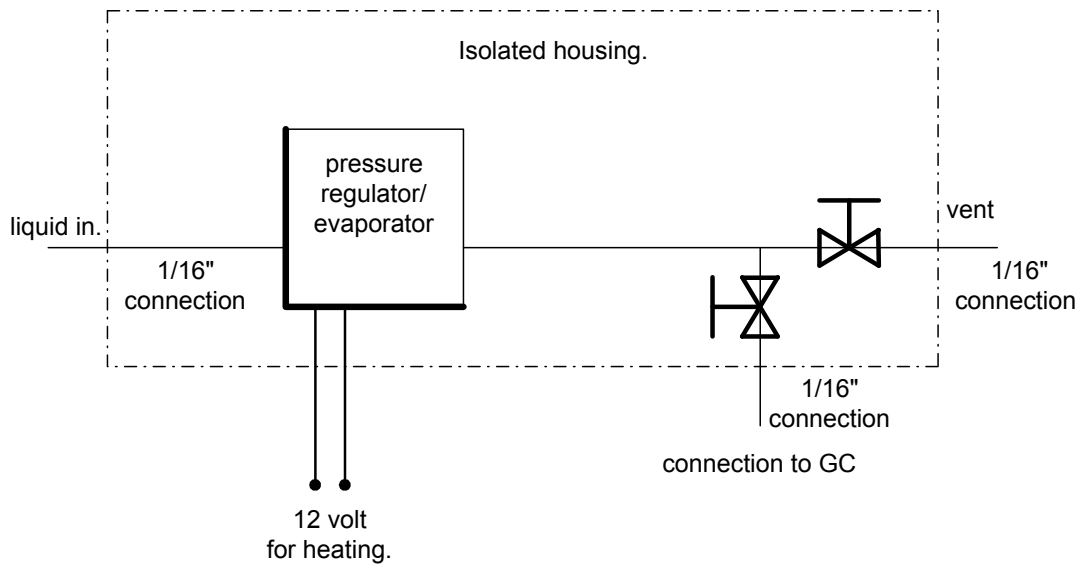 Isolated housing.
pressure
regulator/
evaporator
liquid in.
vent
1/16"
connection
1/16"
connection
1/16"
connection
connection to GC
12 volt
for heating.